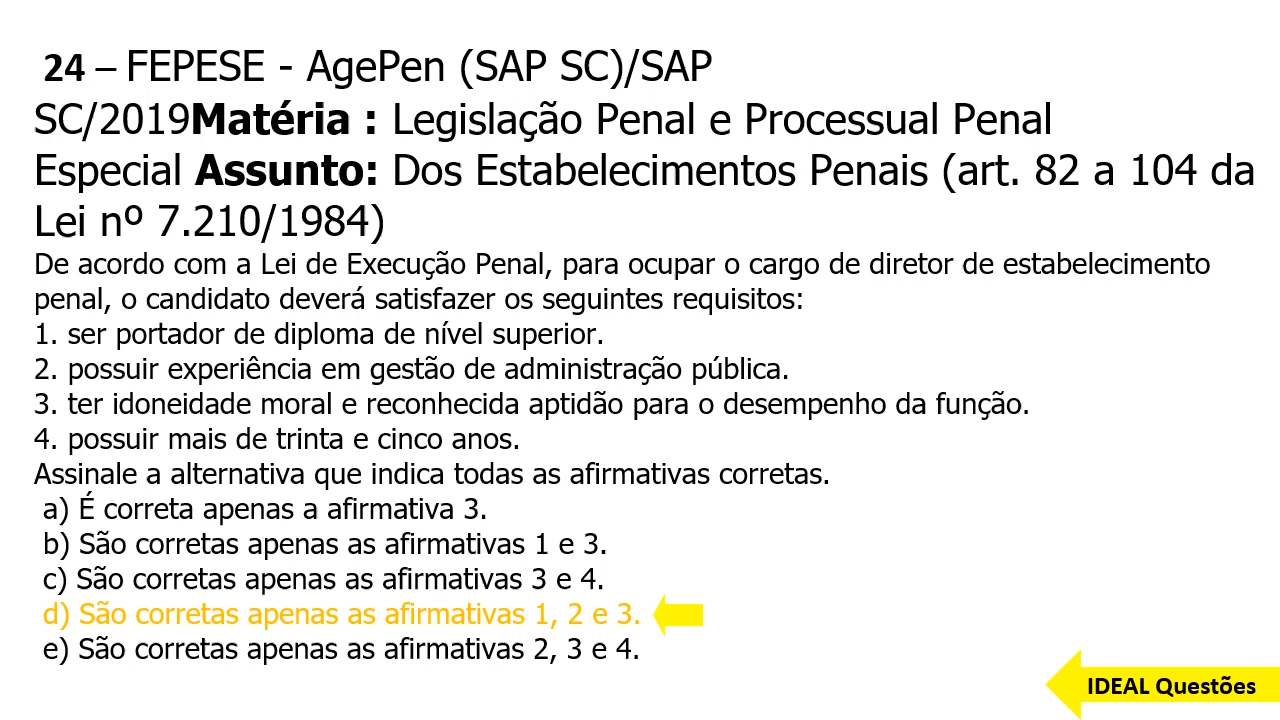 24 – FEPESE - AgePen (SAP SC)/SAP
SC/2019Matéria : Legislação Penal e Processual Penal
Especial Assunto: Dos Estabelecimentos Penais (art. 82 a 104 da
Lei nº 7.210/1984)
De acordo com a Lei de Execução Penal, para ocupar o cargo de diretor de estabelecimento
penal, o candidato deverá satisfazer os seguintes requisitos:
1. ser portador de diploma de nível superior.
2. possuir experiência em gestão de administração pública.
3. ter idoneidade moral e reconhecida aptidão para o desempenho da função.
4. possuir mais de trinta e cinco anos.
Assinale a alternativa que indica todas as afirmativas corretas.
a) É correta apenas a afirmativa 3.
b) São corretas apenas as afirmativas 1 e 3.
c) São corretas apenas as afirmativas 3 e 4.
d) São corretas apenas as afirmativas 1, 2 e 3.
e) São corretas apenas as afirmativas 2, 3 e 4.
IDEAL Questões